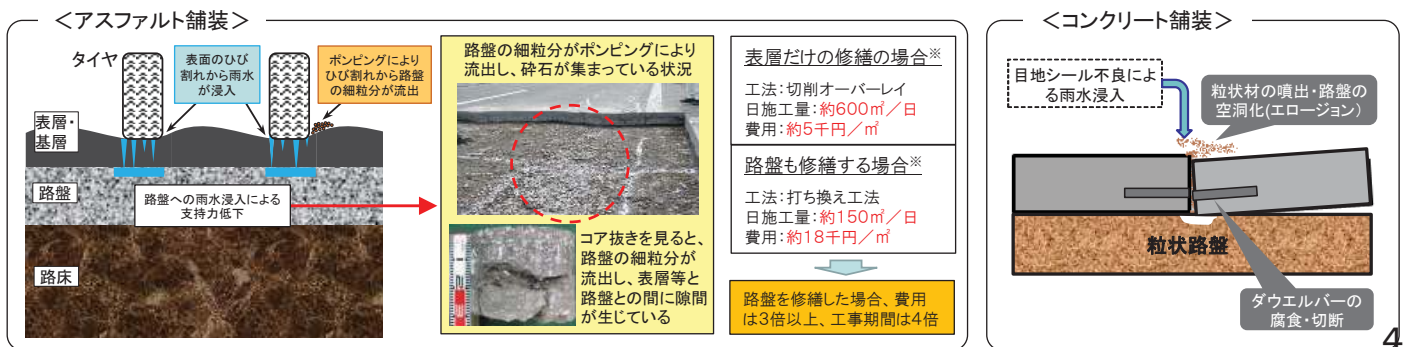 ＜アスファルト舗装＞
タイヤ
表面のひび
割れから雨水
が浸入
ポンピングにより
ひび割れから路盤
の細粒分が流出
表層・
基層
路盤
路盤への雨水浸入による
支持力低下
路床
路盤の細粒分がポンピングにより
流出し、砕石が集まっている状況
コア抜きを見ると、
路盤の細粒分が
流出し、表層等と
路盤との間に隙間
が生じている
表層だけの修繕の場合※
工法：切削オーバーレイ
日施工量：約600㎡／日
費用：約5千円／㎡
路盤も修繕する場合※
工法：打ち換え工法
日施工量：約150㎡／日
費用：約18千円／㎡
路盤を修繕した場合、費用
は3倍以上、工事期間は4倍
＜コンクリート舗装＞
目地シール不良によ
る雨水浸入
粒状材の噴出・路盤の
空洞化(エロージョン）
粒状路盤
ダウエルバーの
腐食・切断
4